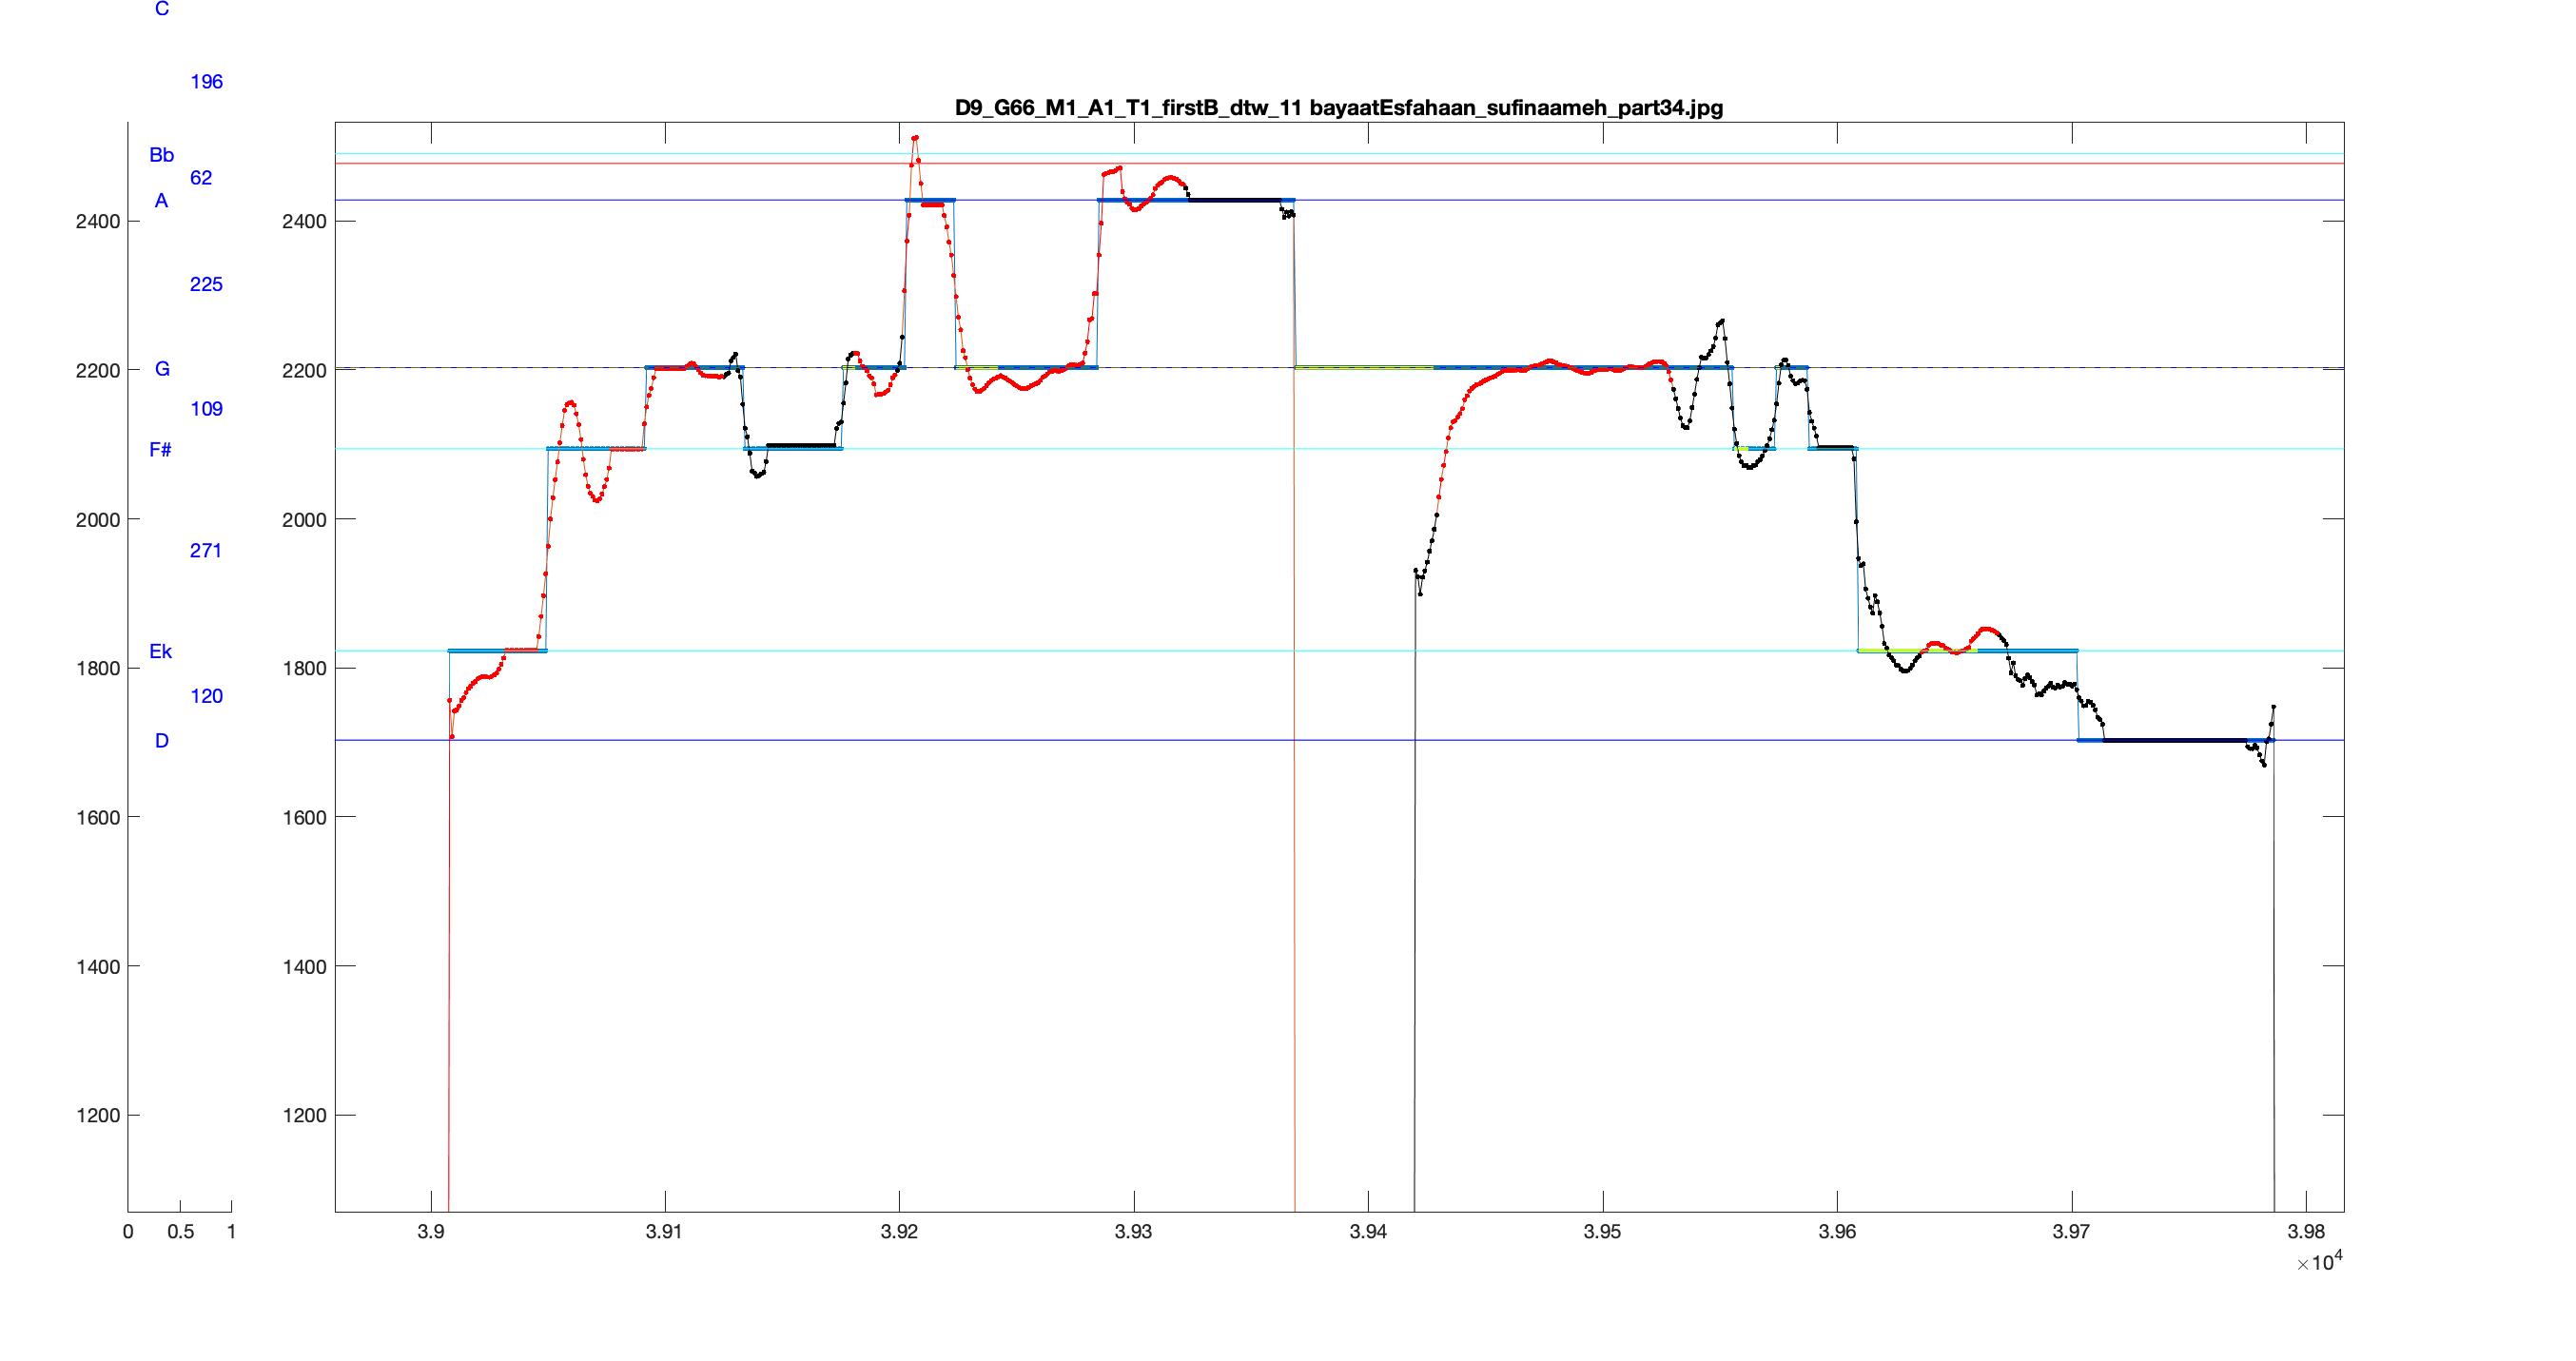 C
196
D9_G66_M1_A1_T1_firstB_dtw_11 bayaatEsfahaan_sufinaameh_part34.jpg
Bb
62
A
2400
2400
225
G
2200
2200
109
F#
2000
2000
271
Ek
1800
1800
120
D
1600
1600
1400
1400
1200
1200
0 0.5 1
3.9 3.91 3.92 3.93 3.94 3.95 3.96 3.97 3.98
×10⁴